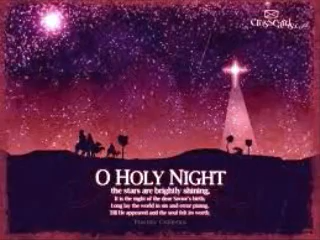 O HOLY NIGHT
the stars are brightly shining,
It is the night of the dear Savior's birth;
Long lay the world in sin and error pining,
Till He appeared and the soul felt its worth.